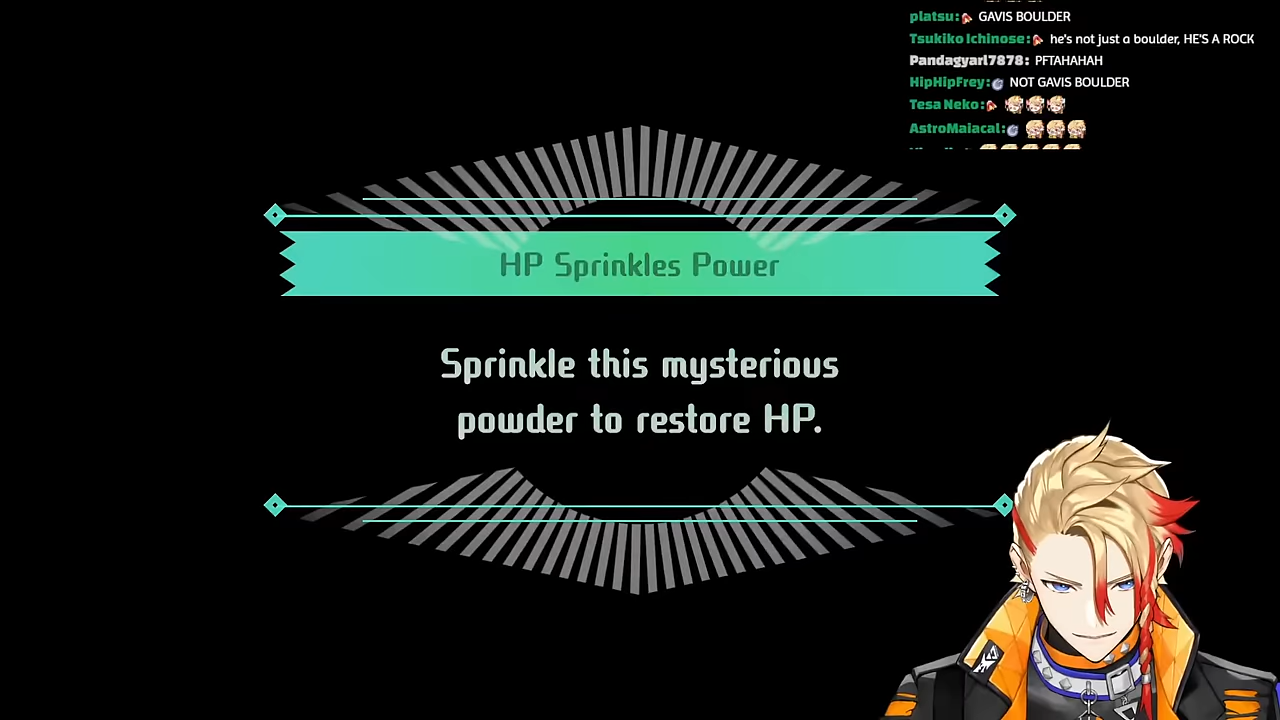 platsu: GAVIS BOULDER
Tsukiko Ichinose: he's not just a boulder, HE'S A ROCK
Pandagyarl7878: PFTAHAHAH
HipHipFrey: NOT GAVIS BOULDER
Tesa Neko:
AstroMaiacal:
HP Sprinkles Power
Sprinkle this mysterious
powder to restore HP.